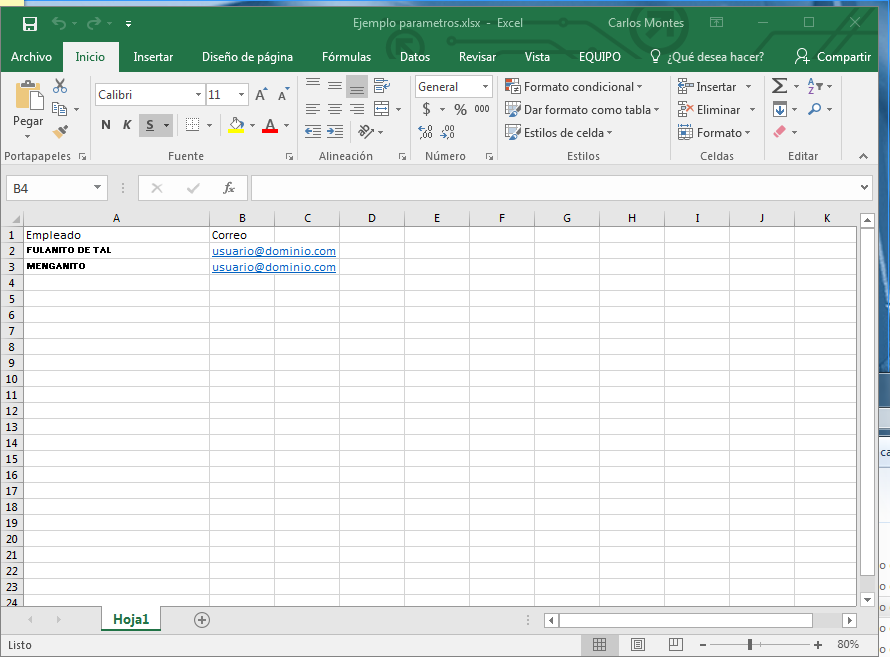 Ejemplo parametros.xlsx - Excel
Carlos Montes
Archivo Inicio Insertar Diseño de página Fórmulas Datos Revisar Vista EQUIPO ¿Qué desea hacer? Compartir
Pegar
Portapapeles
Calibri 11
N K S
Fuente
Alineación
General
$ % 000
Número
Formato condicional
Dar formato como tabla
Estilos de celda
Estilos
Insertar
Eliminar
Formato
Celdas
Editar
B4
fx
A B C D E F G H I J K
1 Empleado Correo
2 FULANITO DE TAL usuario@dominio.com
3 MENGANITO usuario@dominio.com
4
5
6
7
8
9
10
11
12
13
14
15
16
17
18
19
20
21
22
23
24
Hoja1
Listo
80%